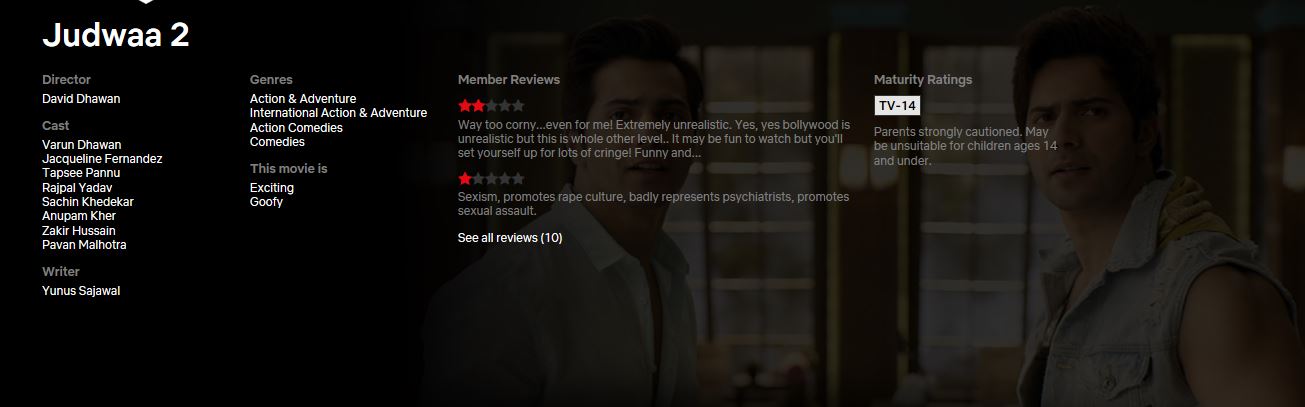 Judwaa 2
Director
David Dhawan
Cast
Varun Dhawan
Jacqueline Fernandez
Tapsee Pannu
Rajpal Yadav
Sachin Khedekar
Anupam Kher
Zakir Hussain
Pavan Malhotra
Writer
Yunus Sajawal
Genres
Action & Adventure
International Action & Adventure
Action Comedies
Comedies
This movie is
Exciting
Goofy
Member Reviews
Way too corny...even for me! Extremely unrealistic. Yes, yes bollywood is
unrealistic but this is whole other level.. It may be fun to watch but you'll
set yourself up for lots of cringe! Funny and...
Sexism, promotes rape culture, badly represents psychiatrists, promotes
sexual assault.
See all reviews (10)
Maturity Ratings
TV-14
Parents strongly cautioned. May
be unsuitable for children ages 14
and under.